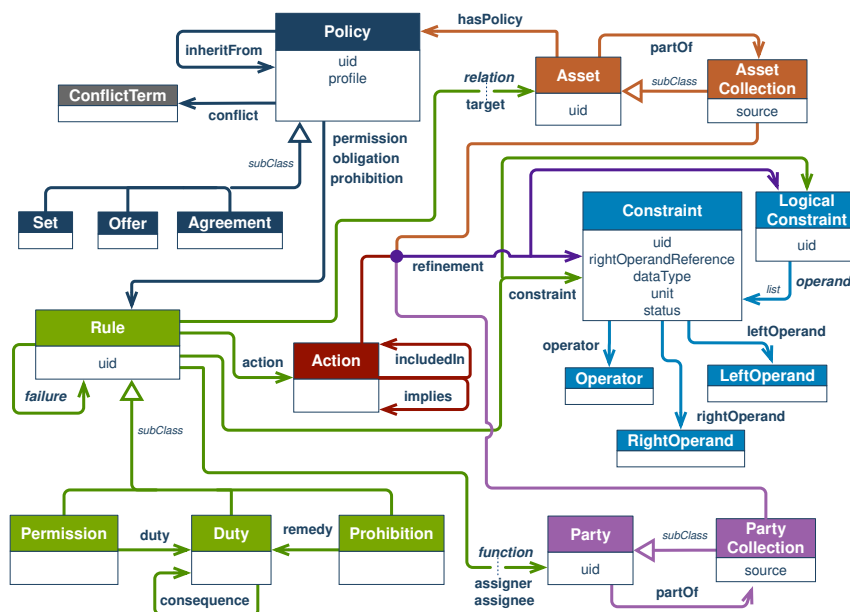 hasPolicy
Policy
inheritFrom
uid
profile
partOf
Asset
Asset
Collection
relation
subClass
target
uid
source
ConflictTerm
conflict
permission
obligation
prohibition
subClass
Set
Offer
Agreement
Constraint
Logical
Constraint
uid
rightOperandReference
dataType
unit
status
uid
refinement
constraint
operand
list
Rule
uid
failure
action
Action
includedIn
implies
operator
leftOperand
Operator
LeftOperand
rightOperand
RightOperand
subClass
Permission
duty
Duty
remedy
Prohibition
consequence
function
assigner
assignee
Party
uid
subClass
Party
Collection
source
partOf